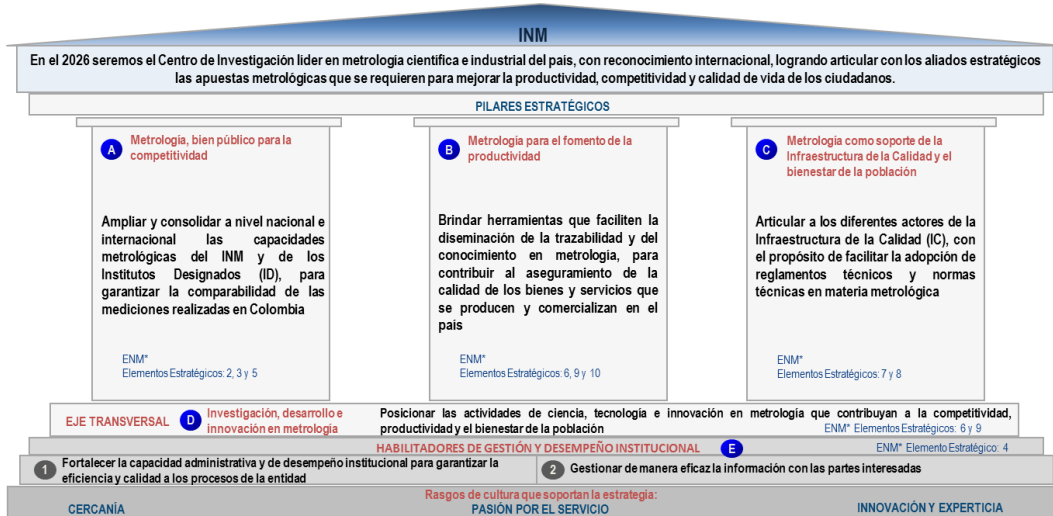 INM
En el 2026 seremos el Centro de Investigación lider en metrologia científica e industrial del país, con reconocimiento internacional, logrando articular con los aliados estratégicos
las apuestas metrológicas que se requieren para mejorar la productividad, competitividad y calidad de vida de los ciudadanos.
PILARES ESTRATÉGICOS
A
Metrología, bien público para la
competitividad
Ampliar y consolidar a nivel nacional e
internacional las capacidades
metrológicas del INM y de los
Institutos Designados (ID), para
garantizar la comparabilidad de las
mediciones realizadas en Colombia
ENM*
Elementos Estratégicos: 2, 3 y 5
B
Metrología para el fomento de la
productividad
Brindar herramientas que faciliten la
diseminación de la trazabilidad y del
conocimiento en metrología, para
contribuir al aseguramiento de la
calidad de los bienes y servicios que
se producen y comercializan en el
país
ENM*
Elementos Estratégicos: 6, 9 y 10
C
Metrología como soporte de la
Infraestructura de la Calidad y el
bienestar de la población
Articular a los diferentes actores de la
Infraestructura de la Calidad (IC), con
el propósito de facilitar la adopción de
reglamentos técnicos y normas
técnicas en materia metrológica
ENM*
Elementos Estratégicos: 7 y 8
EJE TRANSVERSAL
D
Investigación, desarrollo e
innovación en metrología
Posicionar las actividades de ciencia, tecnología e innovación en metrología que contribuyan a la competitividad,
productividad y el bienestar de la población
ENM* Elementos Estratégicos: 6 y 9
HABILITADORES DE GESTIÓN Y DESEMPEÑO INSTITUCIONAL
E
ENM* Elemento Estratégico: 4
1
Fortalecer la capacidad administrativa y de desempeño institucional para garantizar la
eficiencia y calidad a los procesos de la entidad
2
Gestionar de manera eficaz la información con las partes interesadas
Rasgos de cultura que soportan la estrategia:
CERCANÍA
PASIÓN POR EL SERVICIO
INNOVACIÓN Y EXPERTICIA